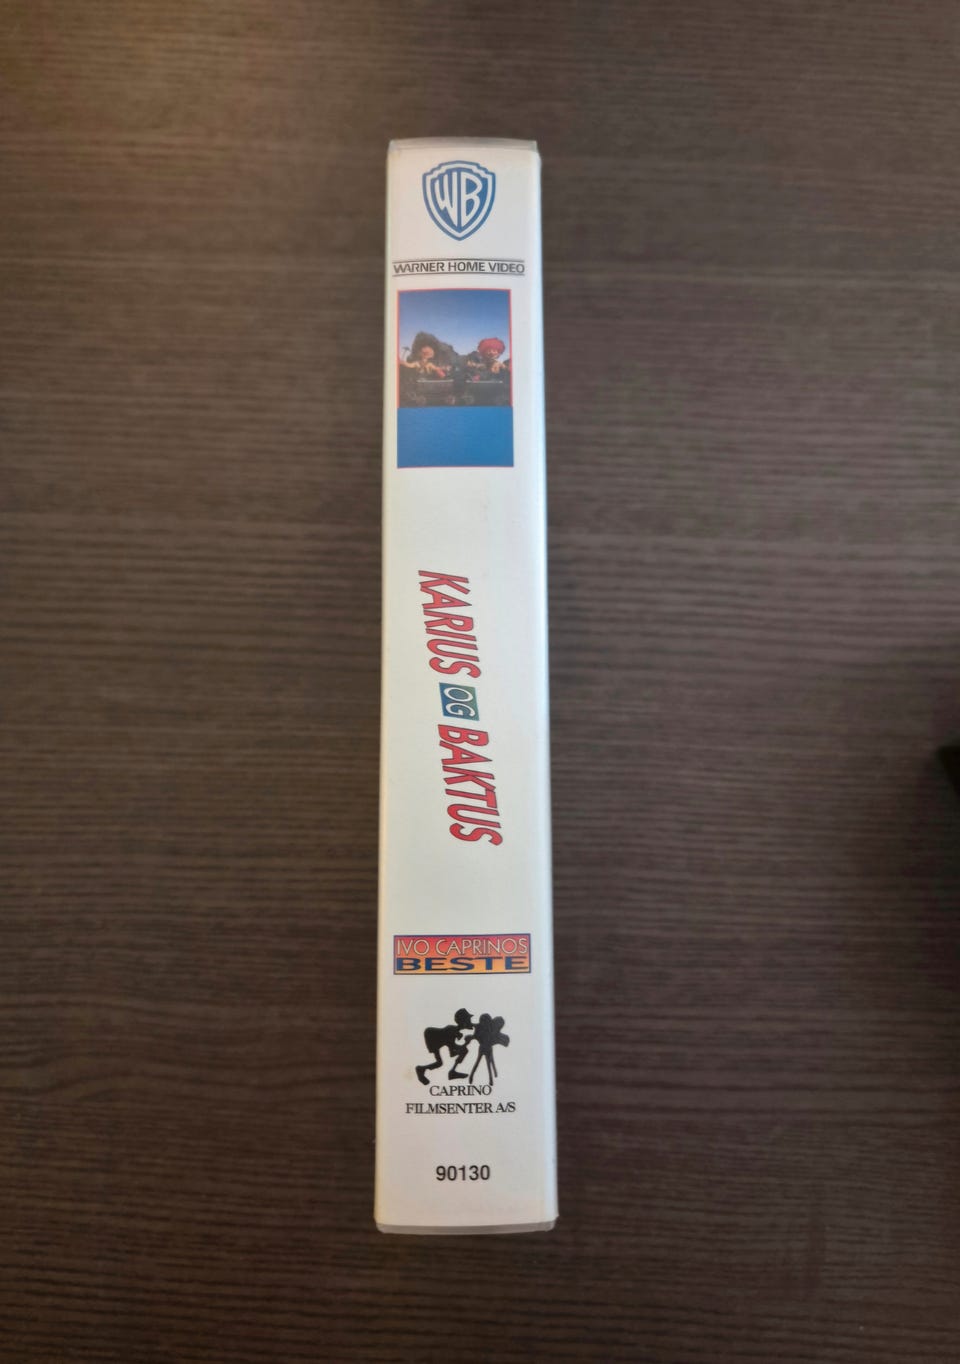 WB
WARNER HOME VIDEO
KARIUS OG BAKTUS
IVO CAPRINOS
BESTE
CAPRINO
FILMSENTER A/S
90130